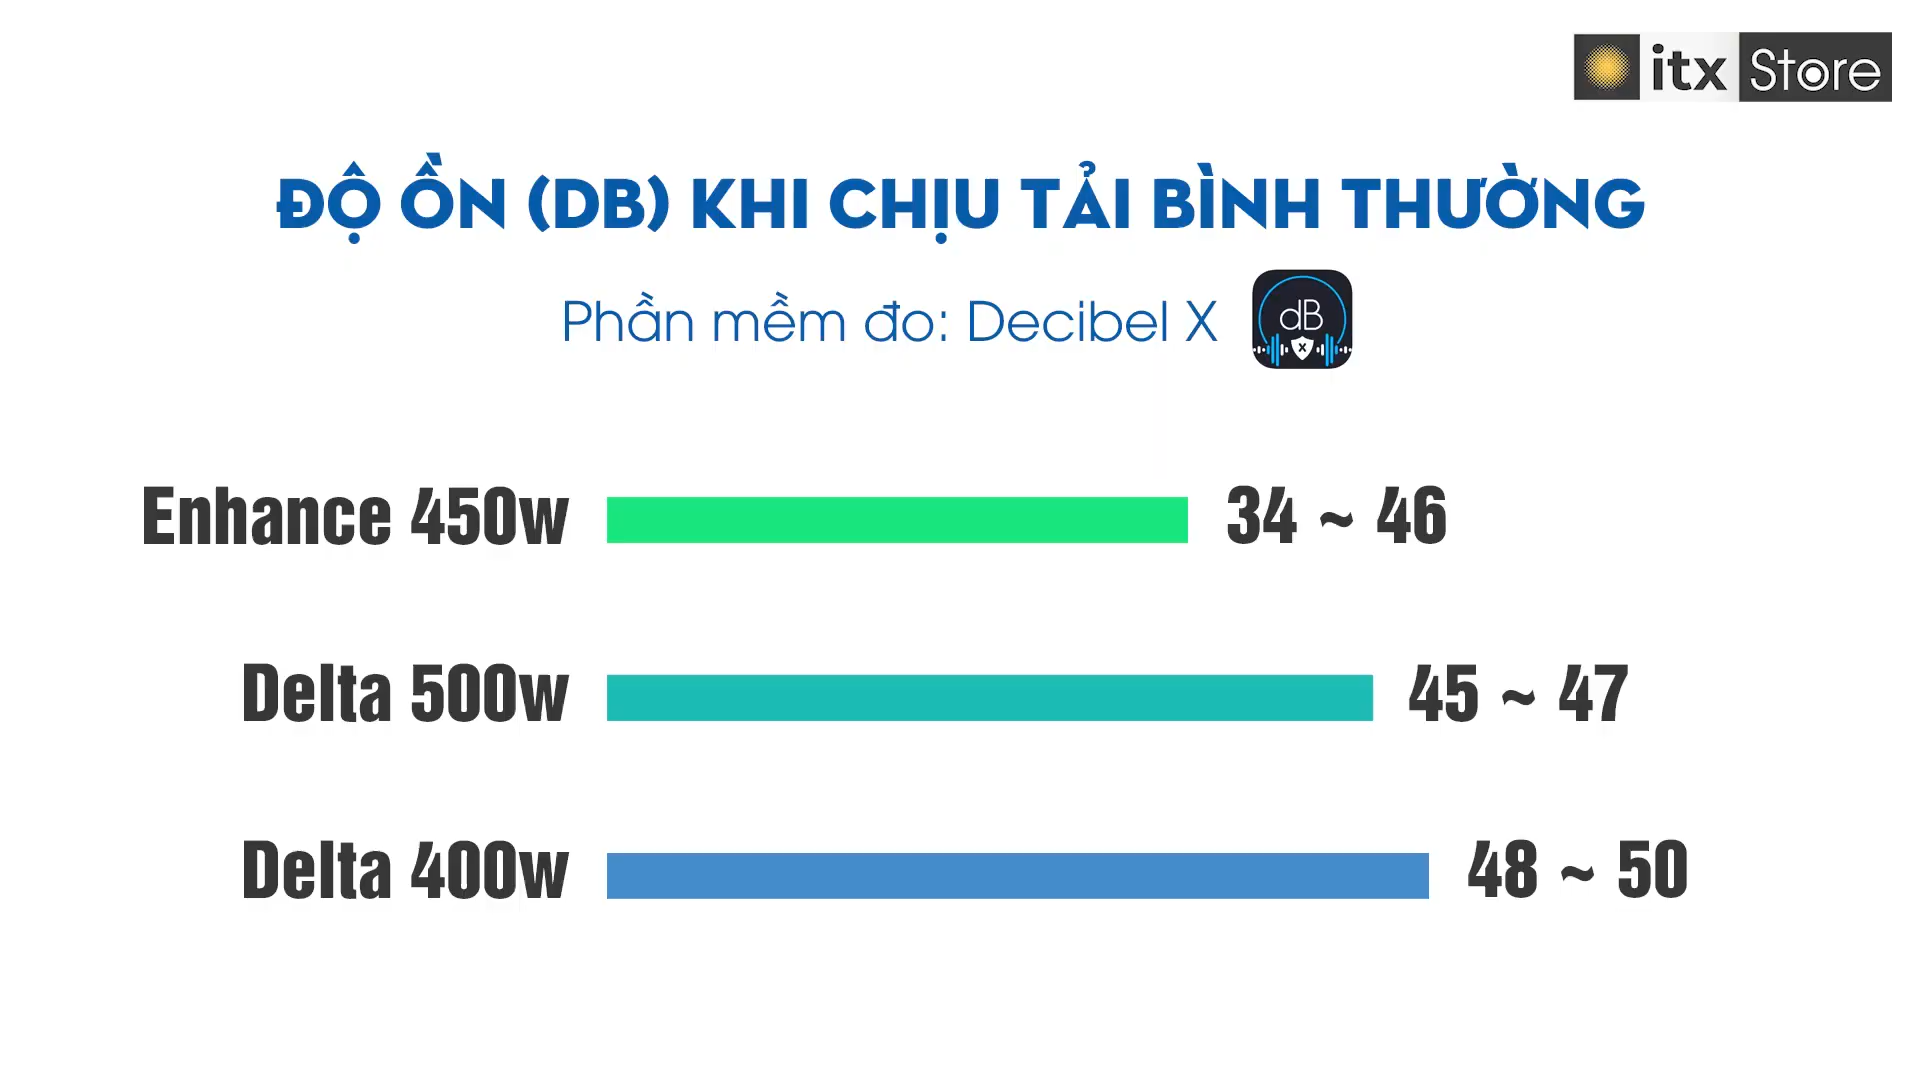 itx Store
ĐỘ ỒN (DB) KHI CHỊU TẢI BÌNH THƯỜNG
Phần mềm đo: Decibel X
dB
X
Enhance 450w 34 ~ 46
Delta 500w 45 ~ 47
Delta 400w 48 ~ 50